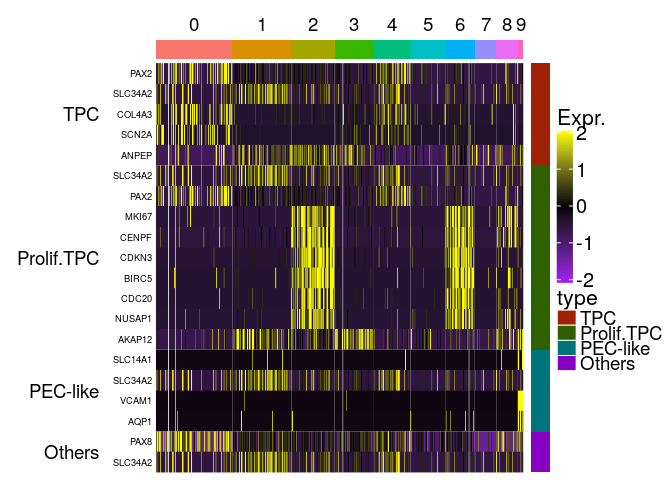 0 1 2 3 4 5 6 7 8 9
TPC
PAX2
SLC34A2
COL4A3
SCN2A
ANPEP
Prolif.TPC
SLC34A2
PAX2
MKI67
CENPF
CDKN3
BIRC5
CDC20
NUSAP1
AKAP12
PEC-like
SLC14A1
SLC34A2
VCAM1
AQP1
Others
PAX8
SLC34A2
Expr.
2
1
0
-1
-2
type
TPC
Prolif.TPC
PEC-like
Others